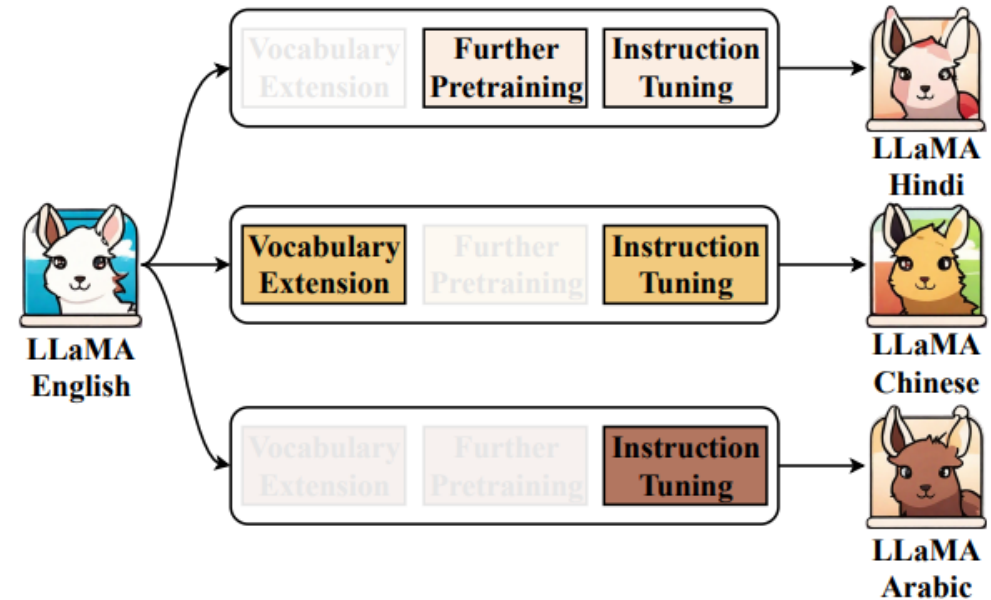 Vocabulary
Extension
Further
Pretraining
Instruction
Tuning
LLaMA
Hindi
LLaMA
English
Vocabulary
Extension
Further
Pretraining
Instruction
Tuning
LLaMA
Chinese
Vocabulary
Extension
Further
Pretraining
Instruction
Tuning
LLaMA
Arabic